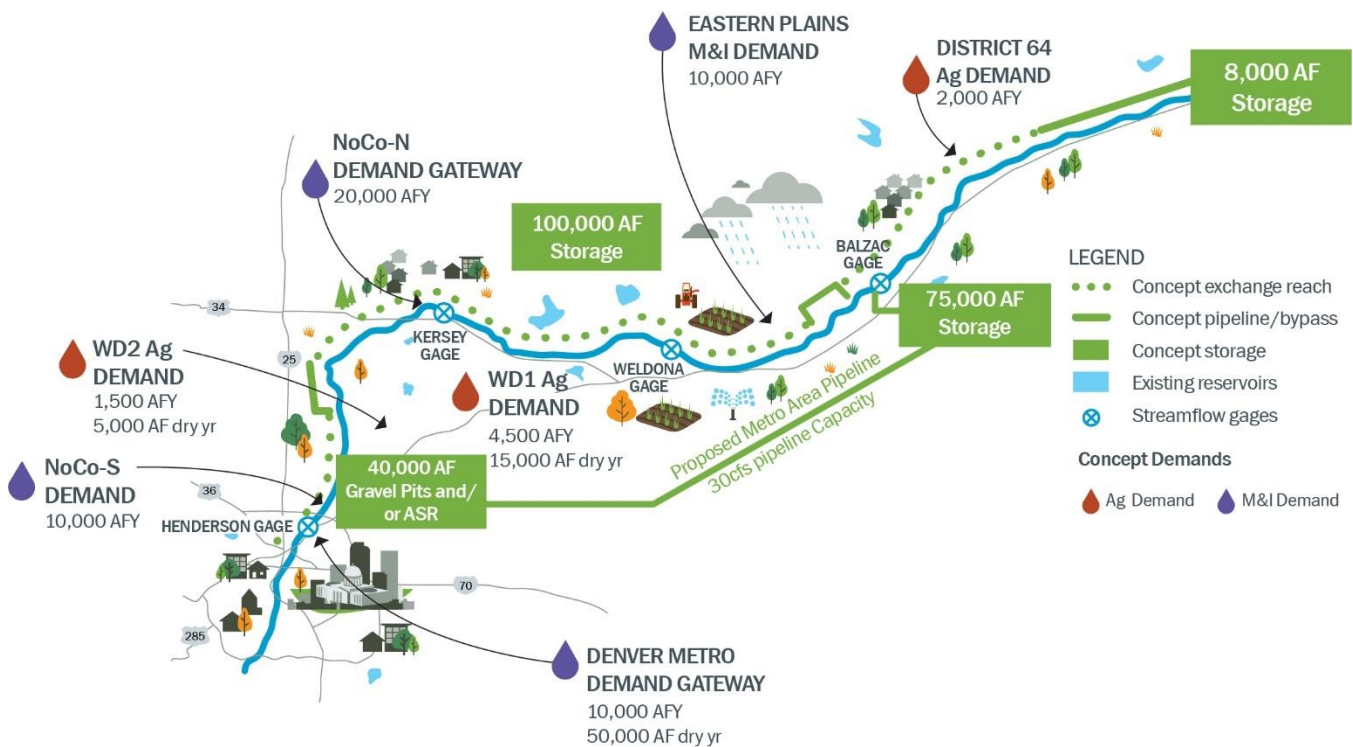 EASTERN PLAINS
M&I DEMAND
10,000 AFY
DISTRICT 64
Ag DEMAND
2,000 AFY
8,000 AF
Storage
NoCo-N
DEMAND GATEWAY
20,000 AFY
100,000 AF
Storage
BALZAC
GAGE
34
KERSEY
GAGE
75,000 AF
Storage
LEGEND
Concept exchange reach
Concept pipeline/bypass
Concept storage
Existing reservoirs
Streamflow gages
Concept Demands
Ag Demand
M&I Demand
25
WD2 Ag
DEMAND
1,500 AFY
5,000 AF dry yr
WELDONA
GAGE
WD1 Ag
DEMAND
4,500 AFY
15,000 AF dry yr
Proposed Metro Area Pipeline
30cfs pipeline Capacity
40,000 AF
Gravel Pits and/
or ASR
NoCo-S
DEMAND
10,000 AFY
36
HENDERSON GAGE
70
285
DENVER METRO
DEMAND GATEWAY
10,000 AFY
50,000 AF dry yr